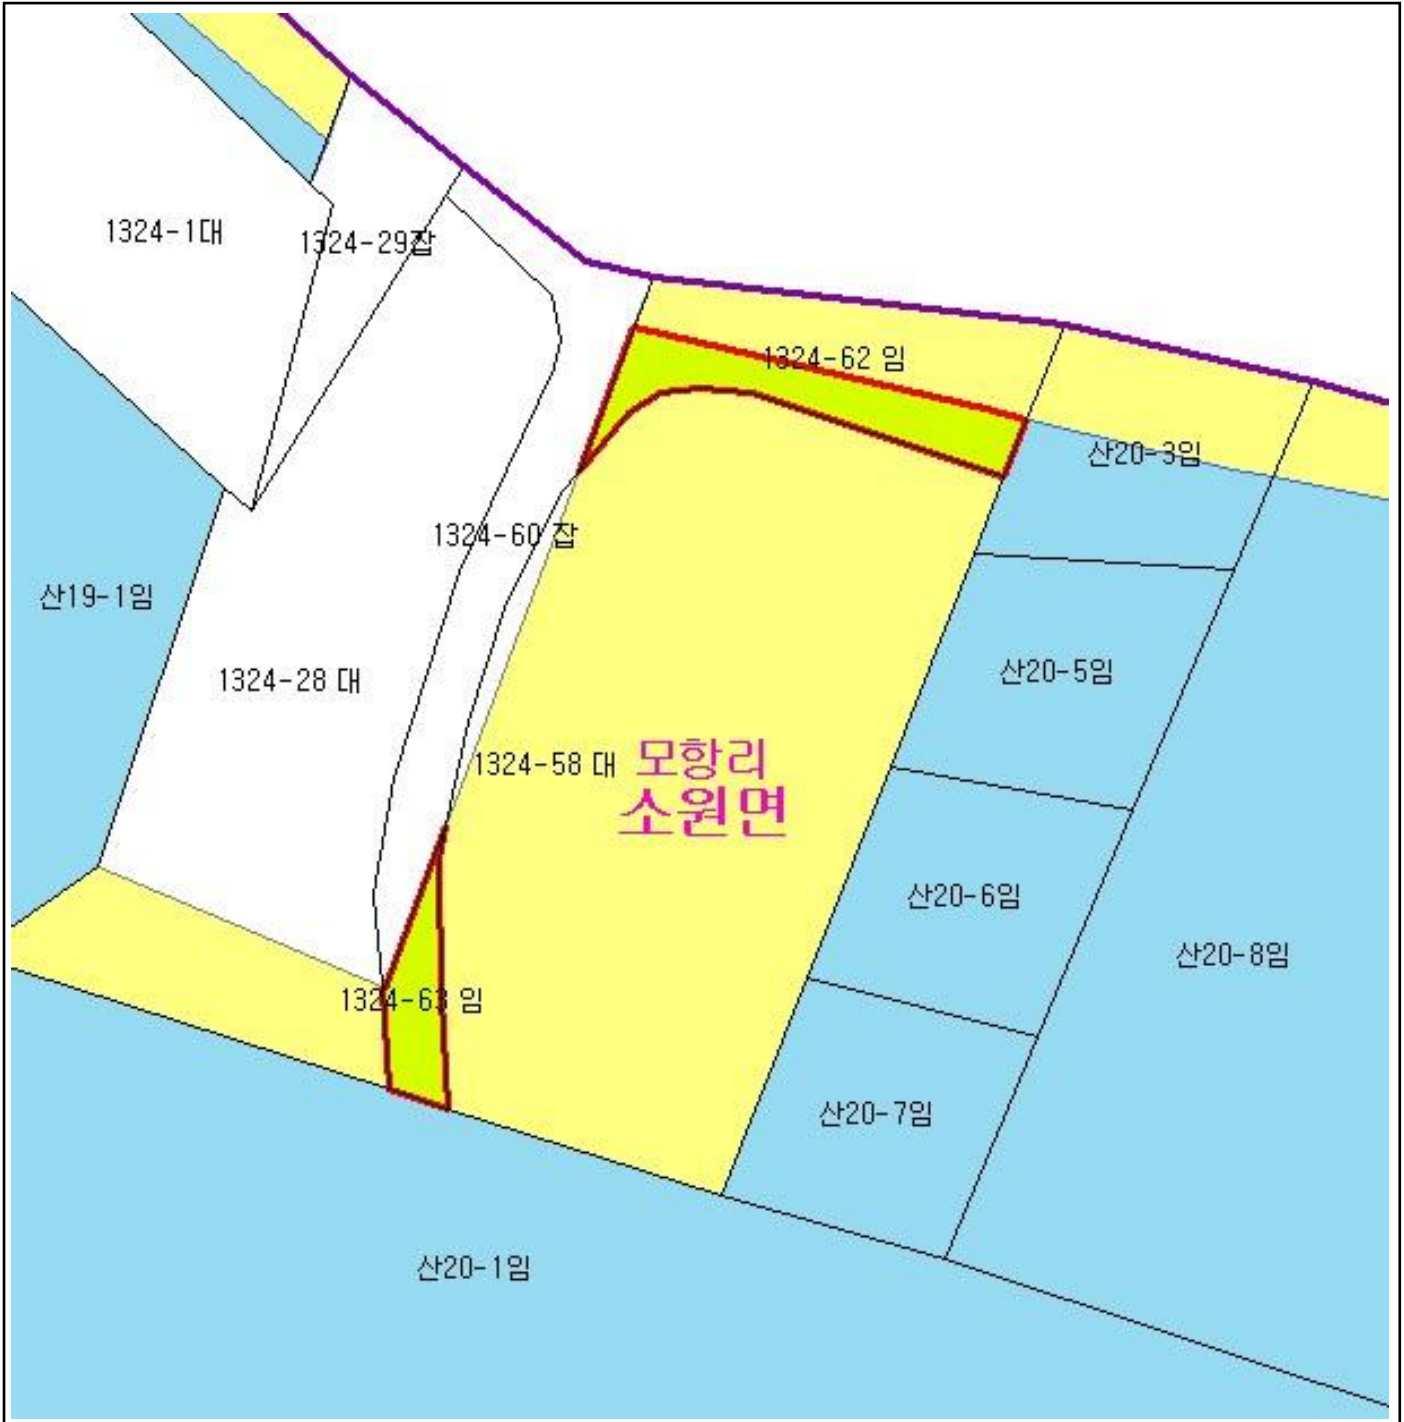 1324-1대
1324-29잡
1324-62 임
산20-3임
1324-60 잡
산19-1임
산20-5임
1324-28 대
1324-58 대
모항리
소원면
산20-6임
산20-8임
1324-63 임
산20-7임
산20-1임